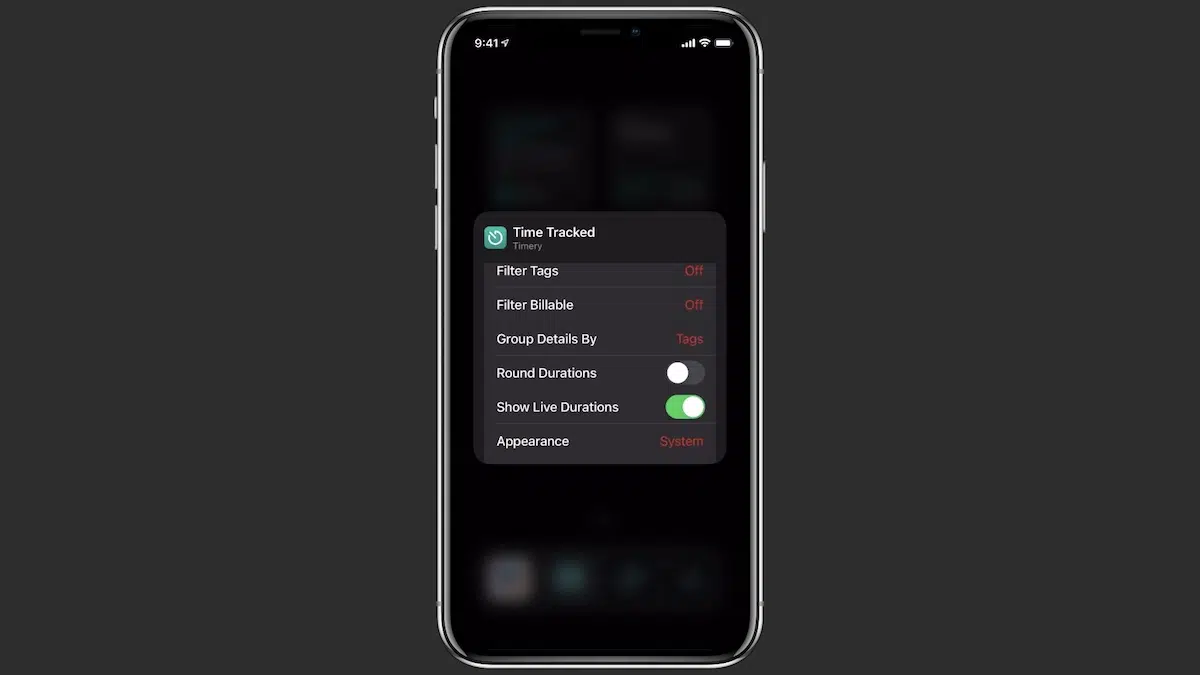 9:41
Time Tracked
Timery
Filter Tags Off
Filter Billable Off
Group Details By Tags
Round Durations
Show Live Durations
Appearance System